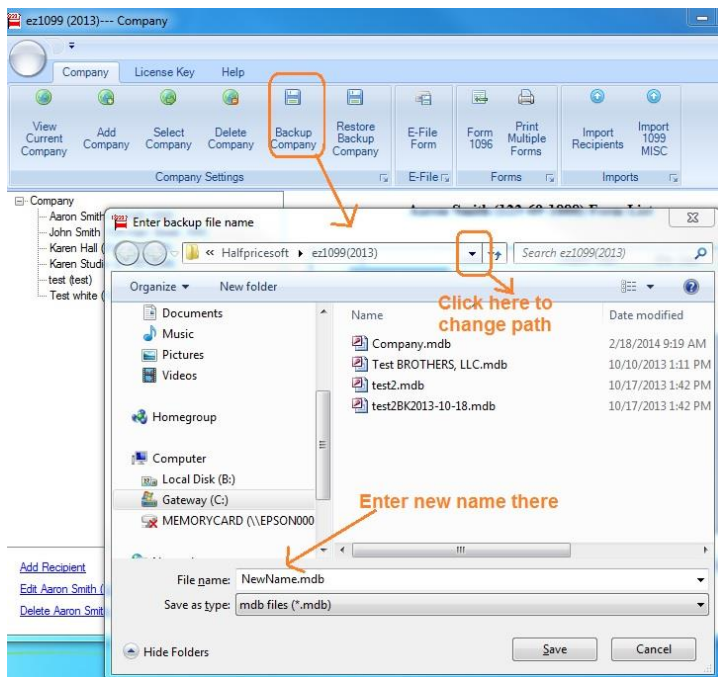 ez1099 (2013)--- Company
Company License Key Help
View Current Company
Add Company
Select Company
Delete Company
Backup Company
Restore Backup Company
E-File Form
Form 1096
Print Multiple Forms
Import Recipients
Import 1099 MISC
Company Settings
E-File
Forms
Imports
Company
Aaron Smith
John Smith
Karen Hall (
Karen Studi
test (test)
Test white (
Enter backup file name
« Halfpricesoft ez1099(2013)
Search ez1099(2013)
Organize New folder
Click here to
change path
Documents
Music
Pictures
Videos
Homegroup
Computer
Local Disk (B:)
Gateway (C:)
MEMORYCARD (\\EPSON000
Name Date modified
Company.mdb 2/18/2014 9:19 AM
Test BROTHERS, LLC.mdb 10/10/2013 1:11 PM
test2.mdb 10/17/2013 1:42 PM
test2BK2013-10-18.mdb 10/17/2013 1:42 PM
Enter new name there
Add Recipient
Edit Aaron Smith (
Delete Aaron Smit
File name: NewName.mdb
Save as type: mdb files (*.mdb)
Hide Folders
Save
Cancel